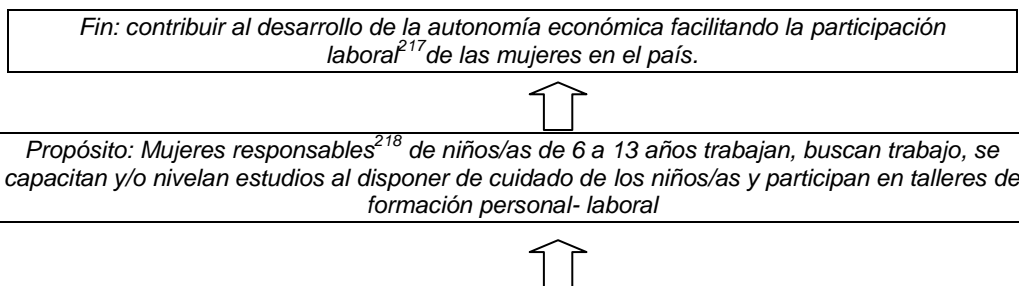 Fin: contribuir al desarrollo de la autonomía económica facilitando la participación
laboral217 de las mujeres en el país.
Propósito: Mujeres responsables218 de niños/as de 6 a 13 años trabajan, buscan trabajo, se
capacitan y/o nivelan estudios al disponer de cuidado de los niños/as y participan en talleres de
formación personal- laboral